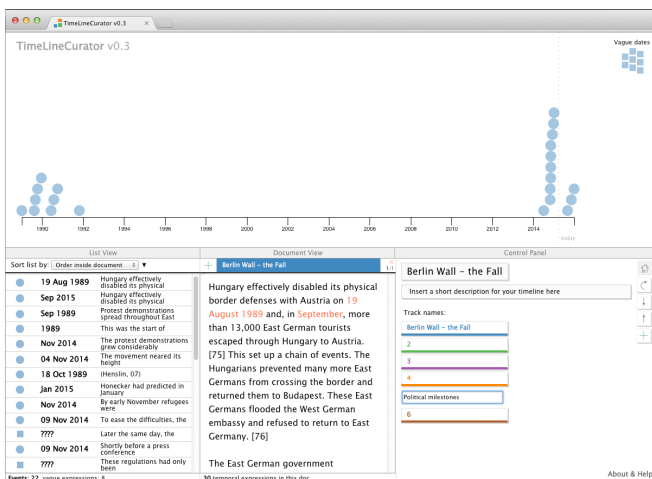 TimeLineCurator v0.3
TimeLineCurator v0.3
Vague dates
1990 1992 1994 1996 1998 2000 2002 2004 2006 2008 2010 2012 2014
today
List View
Sort list by: Order inside document
19 Aug 1989 Hungary effectively
disabled its physical
Sep 2015 Hungary effectively
disabled its physical
Sep 1989 Protest demonstrations
spread throughout East
1989 This was the start of
Nov 2014 The protest demonstrations
grew considerably
04 Nov 2014 The movement neared its
height
18 Oct 1989 (Henslin, 07)
Jan 2015 Honecker had predicted in
January
Nov 2014 By early November refugees
were
09 Nov 2014 To ease the difficulties, the
???? Later the same day, the
09 Nov 2014 Shortly before a press
conference
???? These regulations had only
been
Events: 22, vague expressions: 8
Document View
+ Berlin Wall – the Fall
1/1
Hungary effectively disabled its physical
border defenses with Austria on 19
August 1989 and, in September, more
than 13,000 East German tourists
escaped through Hungary to Austria.
[75] This set up a chain of events. The
Hungarians prevented many more East
Germans from crossing the border and
returned them to Budapest. These East
Germans flooded the West German
embassy and refused to return to East
Germany. [76]
The East German government
30 temporal expressions in this doc
Control Panel
Berlin Wall – the Fall
Insert a short description for your timeline here
Track names:
Berlin Wall – the Fall
2
3
4
Political milestones
6
About & Help